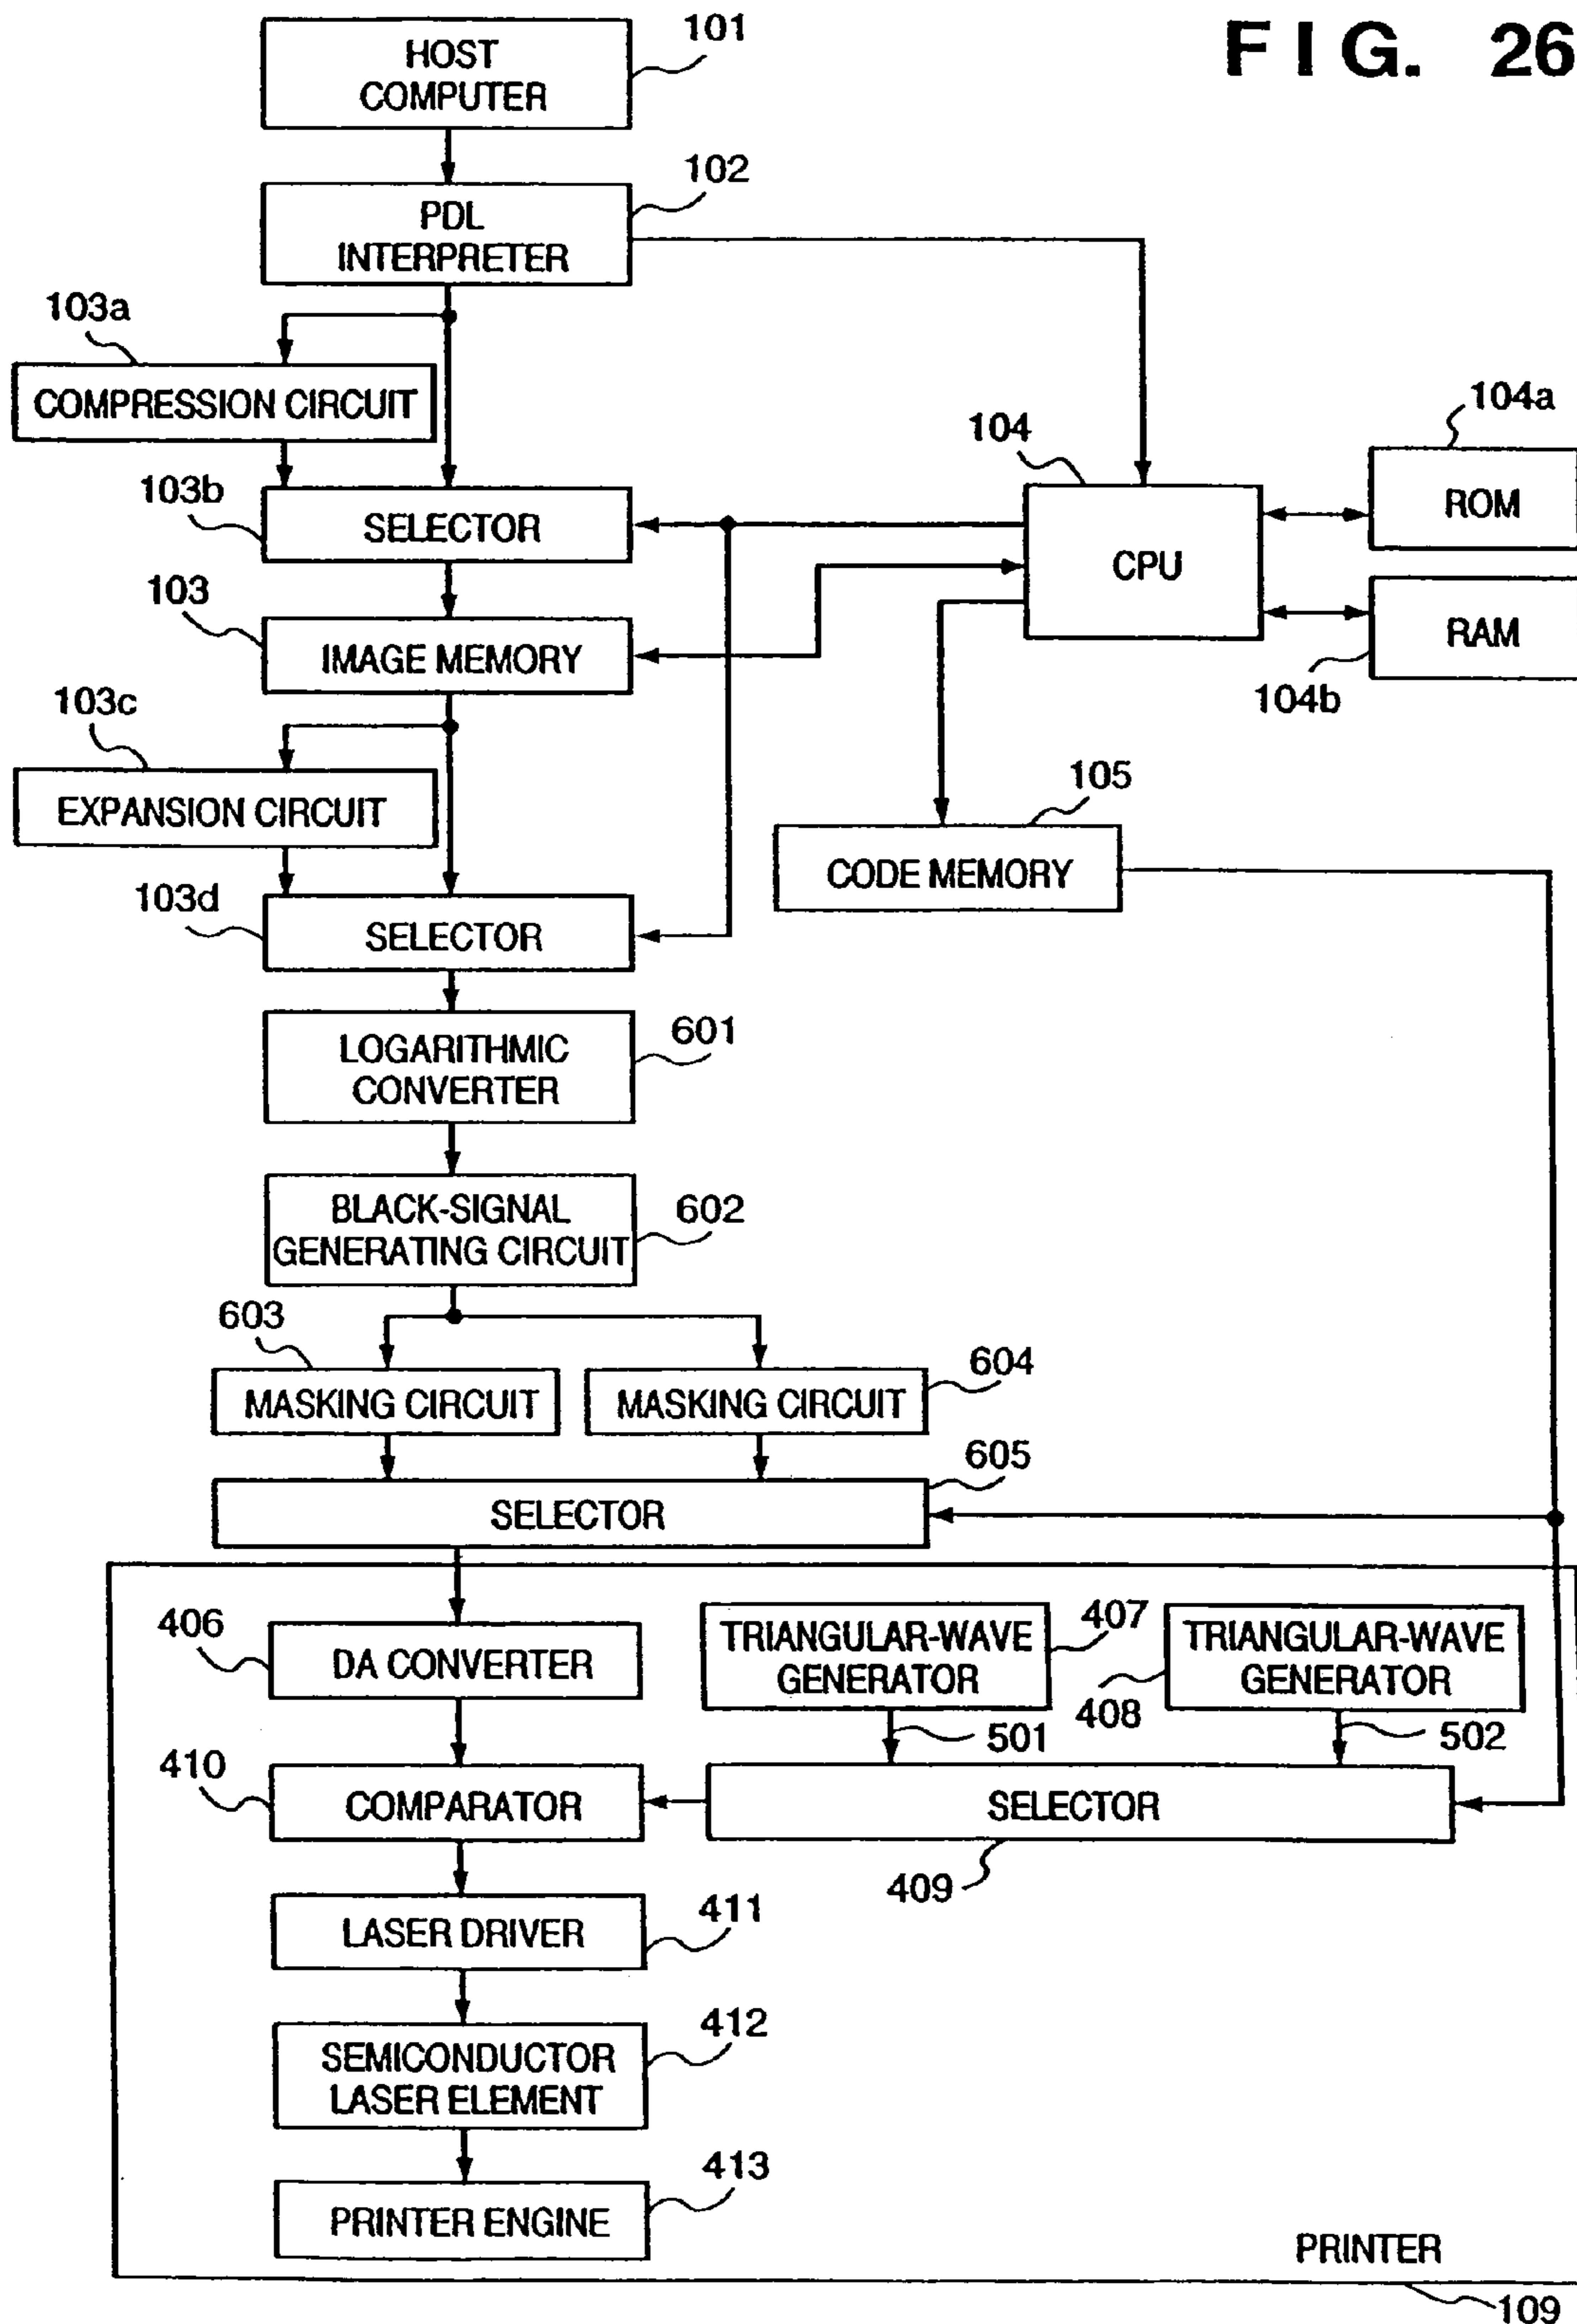 FIG. 26
HOST
COMPUTER
101
PDL
INTERPRETER
102
103a
COMPRESSION CIRCUIT
103b
SELECTOR
104
CPU
104a
ROM
RAM
104b
103
IMAGE MEMORY
103c
EXPANSION CIRCUIT
105
CODE MEMORY
103d
SELECTOR
LOGARITHMIC
CONVERTER
601
BLACK-SIGNAL
GENERATING CIRCUIT
602
603
MASKING CIRCUIT
MASKING CIRCUIT
604
605
SELECTOR
406
DA CONVERTER
TRIANGULAR-WAVE
GENERATOR
407
TRIANGULAR-WAVE
GENERATOR
408
501
502
410
COMPARATOR
SELECTOR
409
LASER DRIVER
411
SEMICONDUCTOR
LASER ELEMENT
412
PRINTER ENGINE
413
PRINTER
109